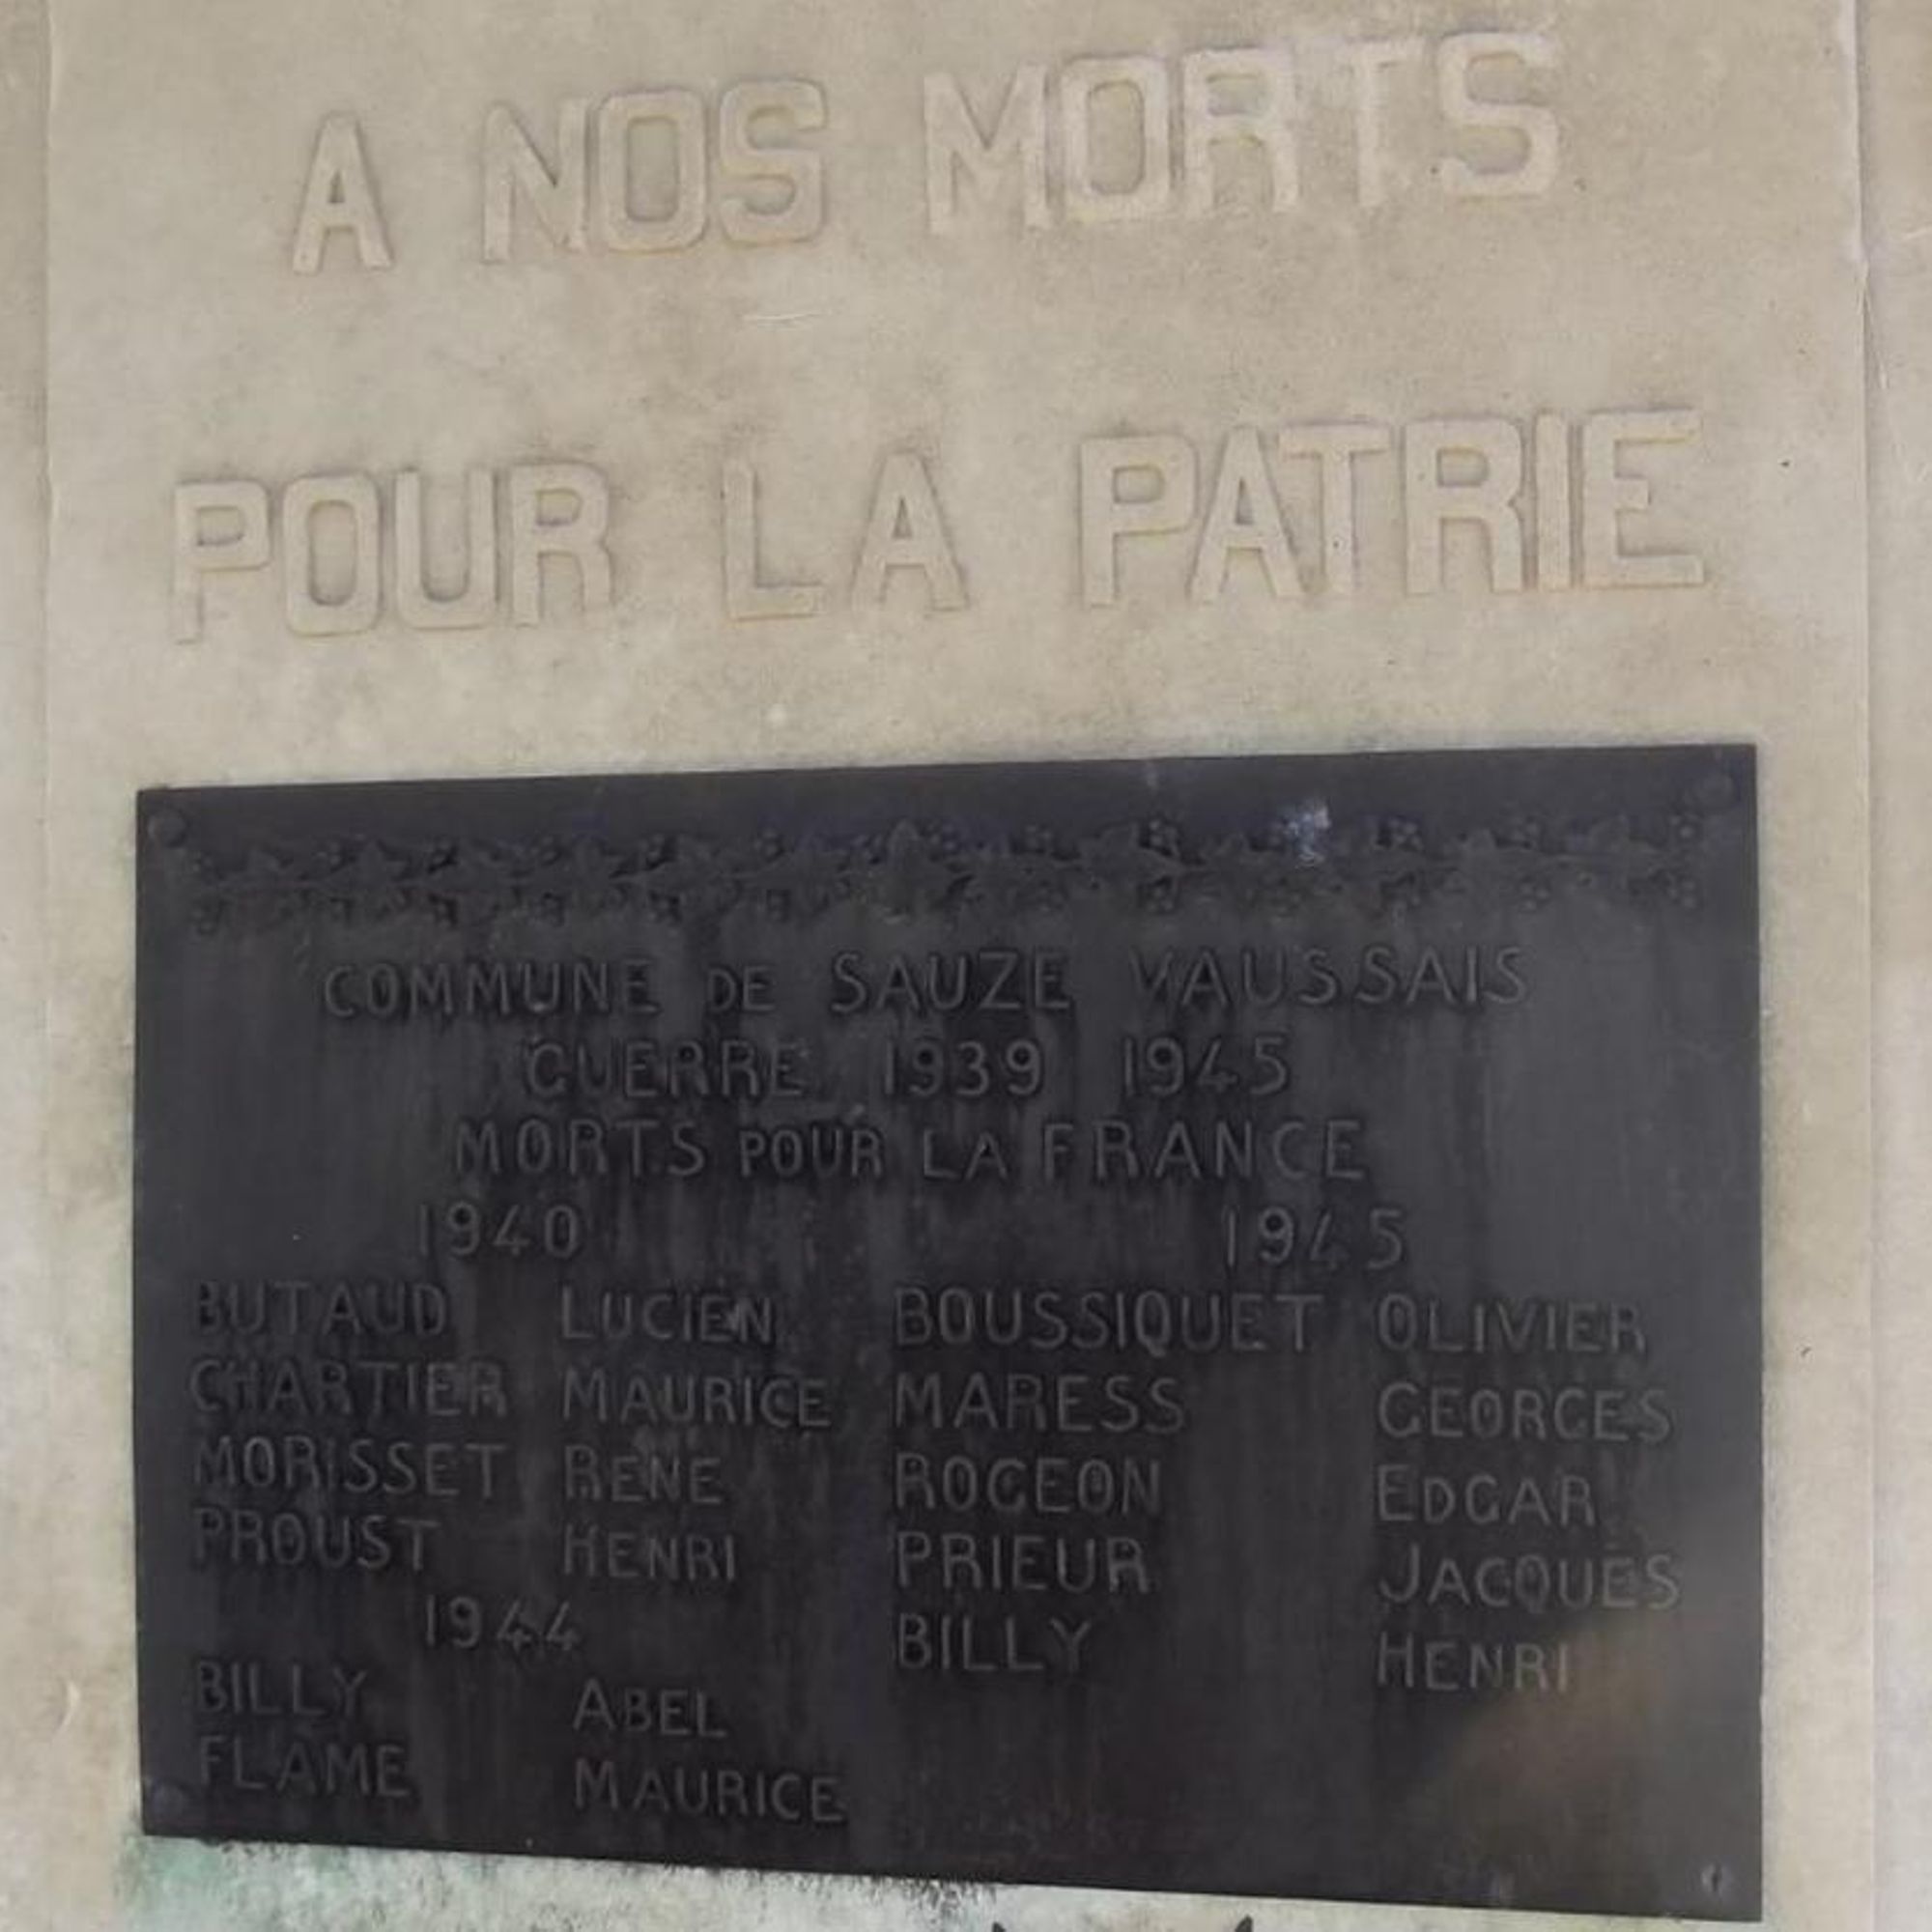 A NOS MORTS
POUR LA PATRIE
COMMUNE DE SAUZE VAUSSAIS
GUERRE 1939 1945
MORTS POUR LA FRANCE
1940
BUTAUD LUCIEN
CHARTIER MAURICE
MORISSET RENE
PROUST HENRI
1944
BILLY ABEL
FLAME MAURICE
1945
BOUSSIQUET OLIVIER
MARESS GEORGES
ROGEON EDGAR
PRIEUR JACQUES
BILLY HENRI